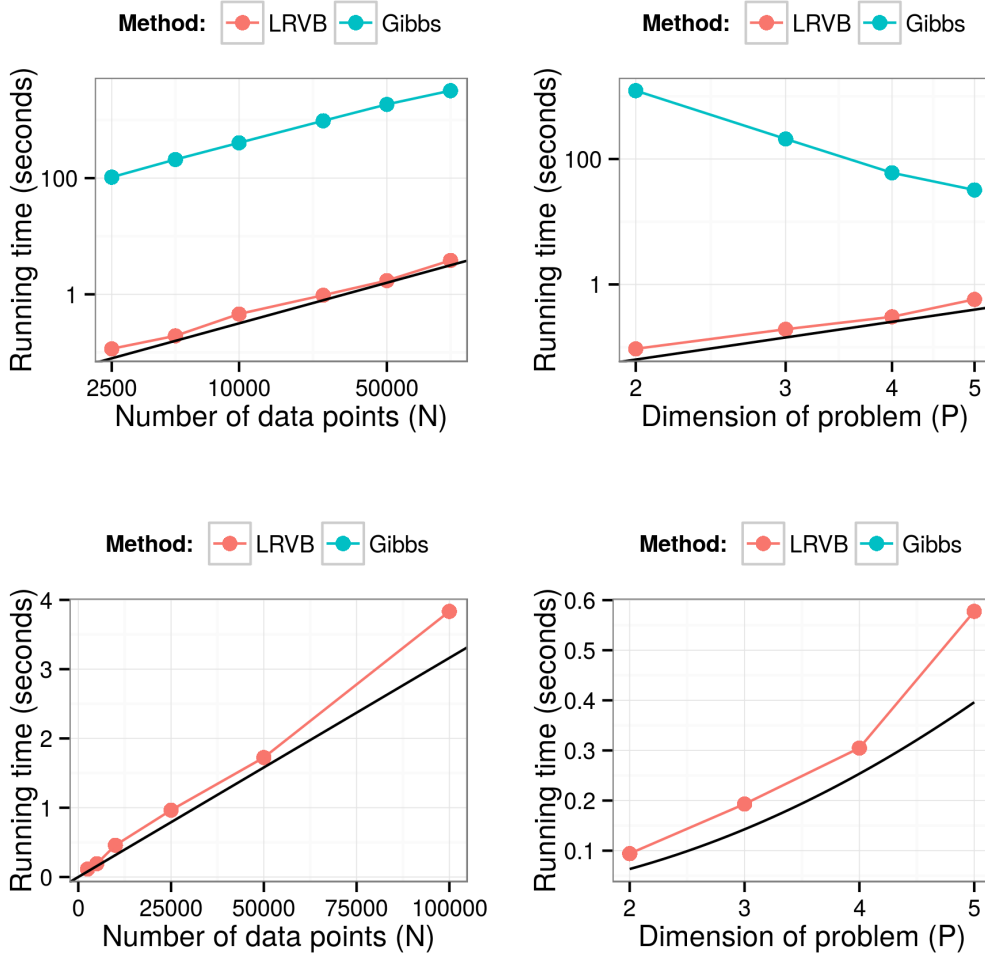 Method: LRVB Gibbs
Running time (seconds)
100
1
2500 10000 50000
Number of data points (N)
Method: LRVB Gibbs
Running time (seconds)
100
1
2 3 4 5
Dimension of problem (P)
Method: LRVB Gibbs
Running time (seconds)
4
3
2
1
0
0 25000 50000 75000 100000
Number of data points (N)
Method: LRVB Gibbs
Running time (seconds)
0.6
0.5
0.4
0.3
0.2
0.1
2 3 4 5
Dimension of problem (P)